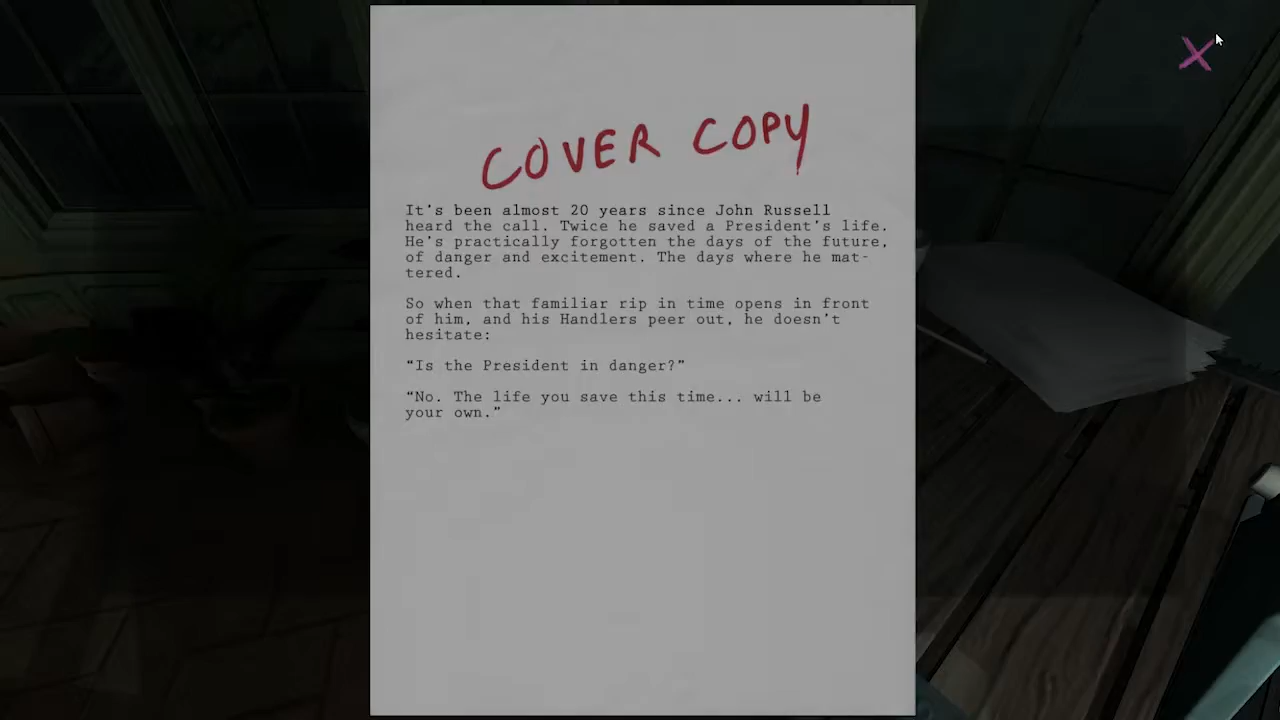 COVER COPY
It's been almost 20 years since John Russell
heard the call. Twice he saved a President's life.
He's practically forgotten the days of the future,
of danger and excitement. The days where he mat-
tered.
So when that familiar rip in time opens in front
of him, and his Handlers peer out, he doesn't
hesitate:
“Is the President in danger?”
“No. The life you save this time... will be
your own.”